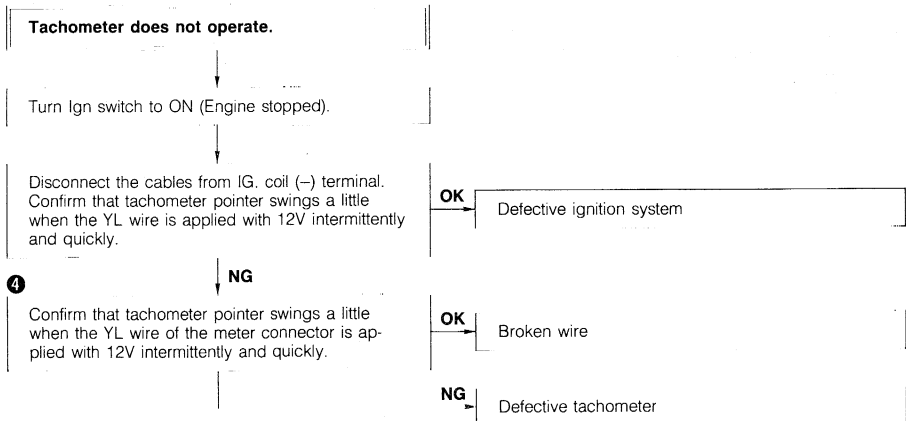 Tachometer does not operate.
Turn Ign switch to ON (Engine stopped).
Disconnect the cables from IG. coil (–) terminal.
Confirm that tachometer pointer swings a little
when the YL wire is applied with 12V intermittently
and quickly.
OK
Defective ignition system
NG
4
Confirm that tachometer pointer swings a little
when the YL wire of the meter connector is ap-
plied with 12V intermittently and quickly.
OK
Broken wire
NG
Defective tachometer